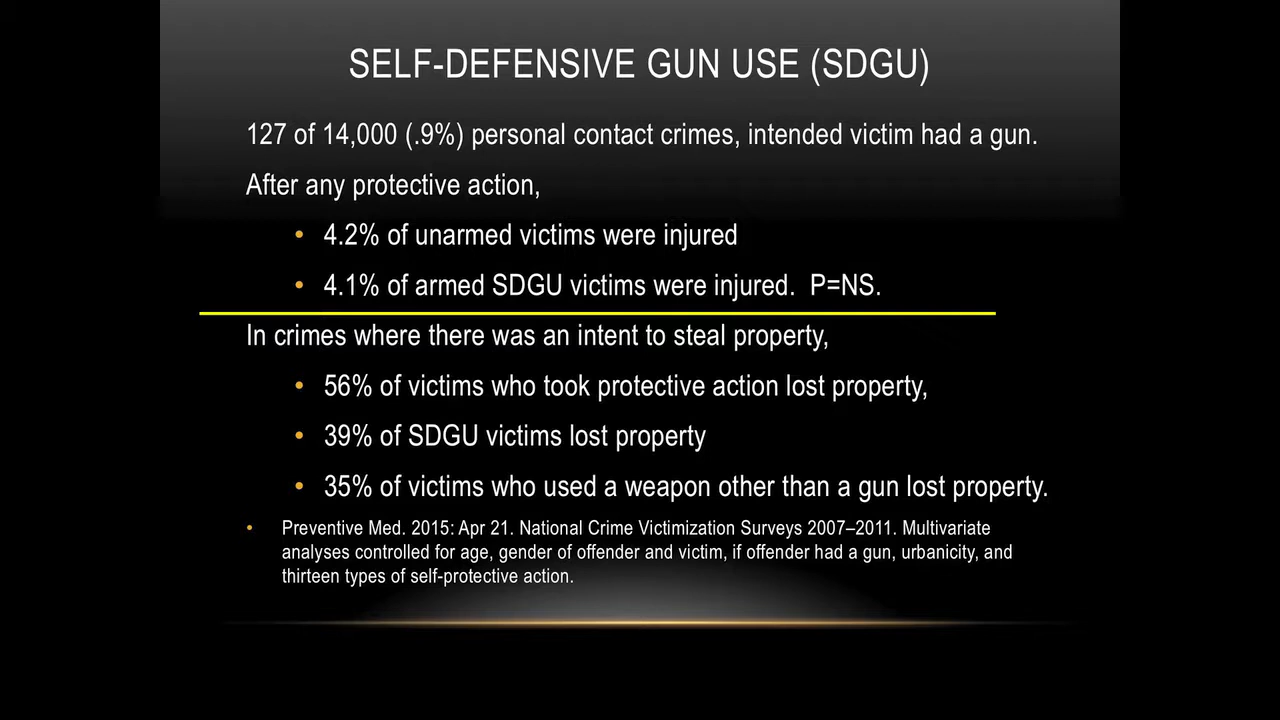 SELF-DEFENSIVE GUN USE (SDGU)
127 of 14,000 (.9%) personal contact crimes, intended victim had a gun.
After any protective action,
• 4.2% of unarmed victims were injured
• 4.1% of armed SDGU victims were injured.  P=NS.
In crimes where there was an intent to steal property,
• 56% of victims who took protective action lost property,
• 39% of SDGU victims lost property
• 35% of victims who used a weapon other than a gun lost property.
• Preventive Med. 2015: Apr 21. National Crime Victimization Surveys 2007–2011. Multivariate
analyses controlled for age, gender of offender and victim, if offender had a gun, urbanicity, and
thirteen types of self-protective action.